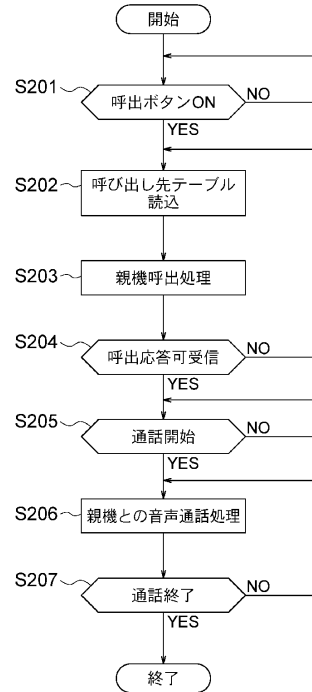 開始
S201
呼出ボタンON
NO
YES
S202
呼び出し先テーブル
読込
S203
親機呼出処理
S204
呼出応答可受信
NO
YES
S205
通話開始
NO
YES
S206
親機との音声通話処理
S207
通話終了
NO
YES
終了